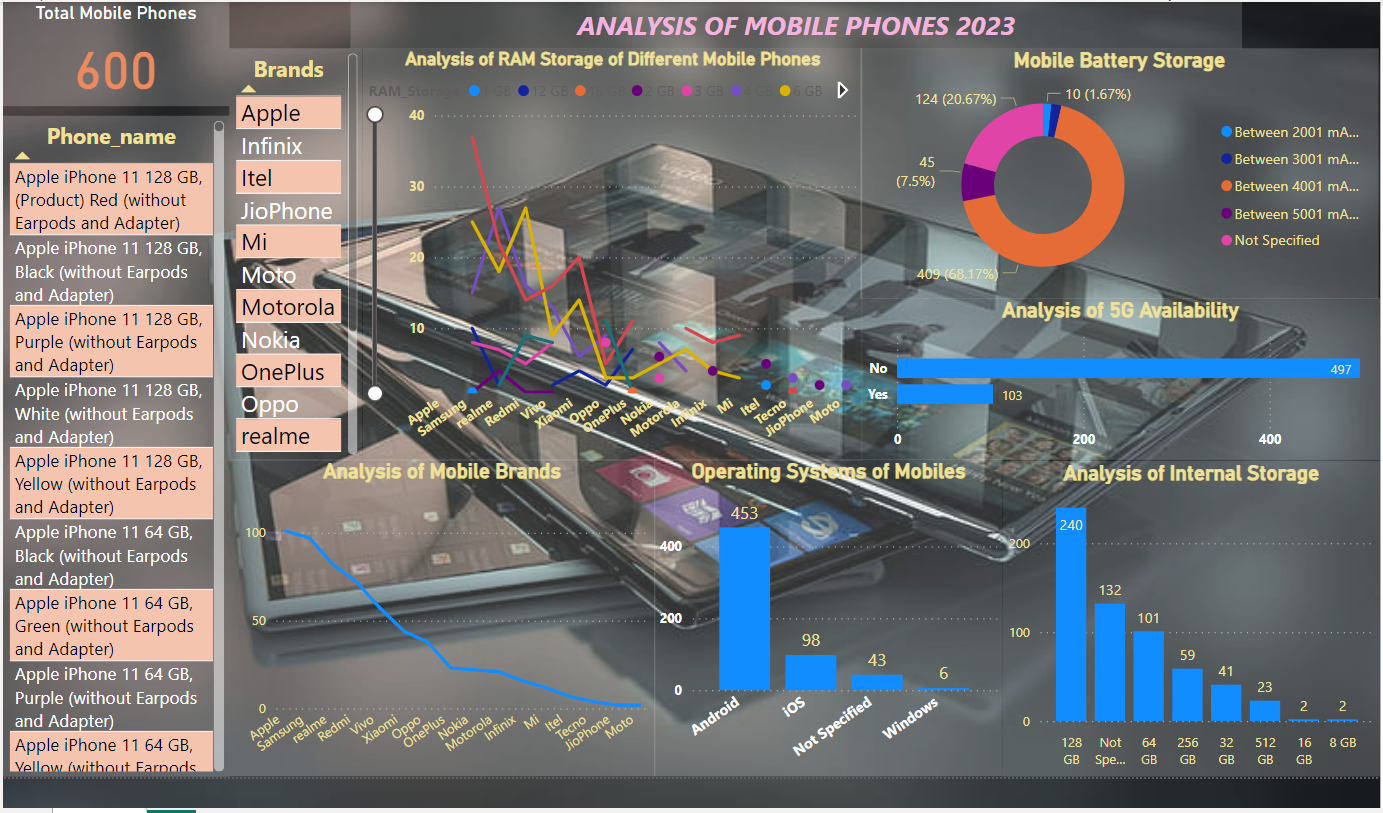 Total Mobile Phones
600
ANALYSIS OF MOBILE PHONES 2023
Phone_name
Apple iPhone 11 128 GB,
(Product) Red (without
Earpods and Adapter)
Apple iPhone 11 128 GB,
Black (without Earpods
and Adapter)
Apple iPhone 11 128 GB,
Purple (without Earpods
and Adapter)
Apple iPhone 11 128 GB,
White (without Earpods
and Adapter)
Apple iPhone 11 128 GB,
Yellow (without Earpods
and Adapter)
Apple iPhone 11 64 GB,
Black (without Earpods
and Adapter)
Apple iPhone 11 64 GB,
Green (without Earpods
and Adapter)
Apple iPhone 11 64 GB,
Purple (without Earpods
and Adapter)
Apple iPhone 11 64 GB,
Yellow (without Earpods
Brands
Apple
Infinix
Itel
JioPhone
Mi
Moto
Motorola
Nokia
OnePlus
Oppo
realme
Analysis of RAM Storage of Different Mobile Phones
RAM_Storage 1 GB 12 GB 16 GB 2 GB 3 GB 4 GB 6 GB
40
30
20
10
Apple
Samsung
realme
Redmi
Vivo
Xiaomi
Oppo
OnePlus
Nokia
Motorola
Infinix
Mi
Itel
Tecno
JioPhone
Moto
Mobile Battery Storage
124 (20.67%)
10 (1.67%)
45
(7.5%)
409 (68.17%)
Between 2001 mA...
Between 3001 mA...
Between 4001 mA...
Between 5001 mA...
Not Specified
Analysis of 5G Availability
No
497
Yes
103
0
200
400
Analysis of Mobile Brands
100
50
0
Apple
Samsung
realme
Redmi
Vivo
Xiaomi
Oppo
OnePlus
Nokia
Motorola
Infinix
Mi
Itel
Tecno
JioPhone
Moto
Operating Systems of Mobiles
400
200
0
453
98
43
6
Android
iOS
Not Specified
Windows
Analysis of Internal Storage
200
100
0
240
132
101
59
41
23
2
2
128
GB
Not
Spe...
64
GB
256
GB
32
GB
512
GB
16
GB
8 GB